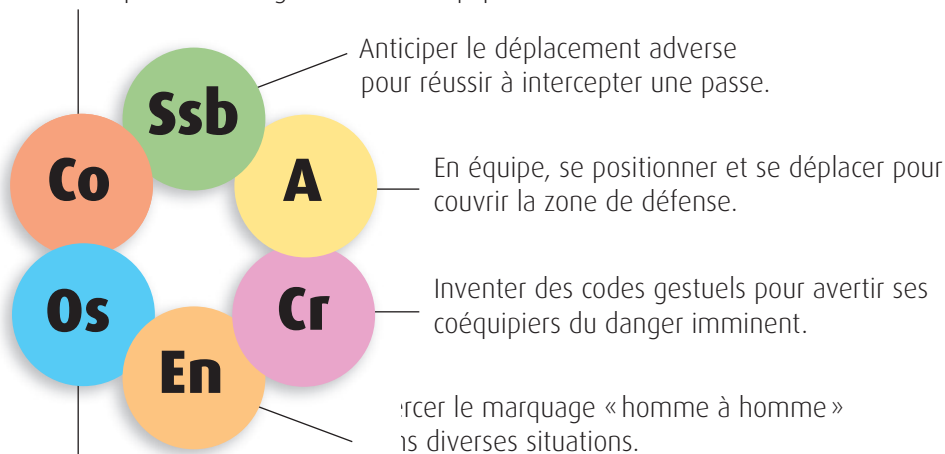 Anticiper le déplacement adverse
pour réussir à intercepter une passe.
Ssb
Co
A
En équipe, se positionner et se déplacer pour
couvrir la zone de défense.
Os
Cr
Inventer des codes gestuels pour avertir ses
coéquipiers du danger imminent.
En
le marquage « homme à homme »
diverses situations.